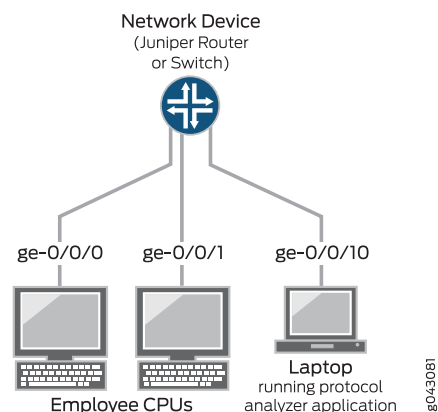 Network Device
(Juniper Router
or Switch)
ge-0/0/0
ge-0/0/1
ge-0/0/10
Employee CPUs
Laptop
running protocol
analyzer application
g043081